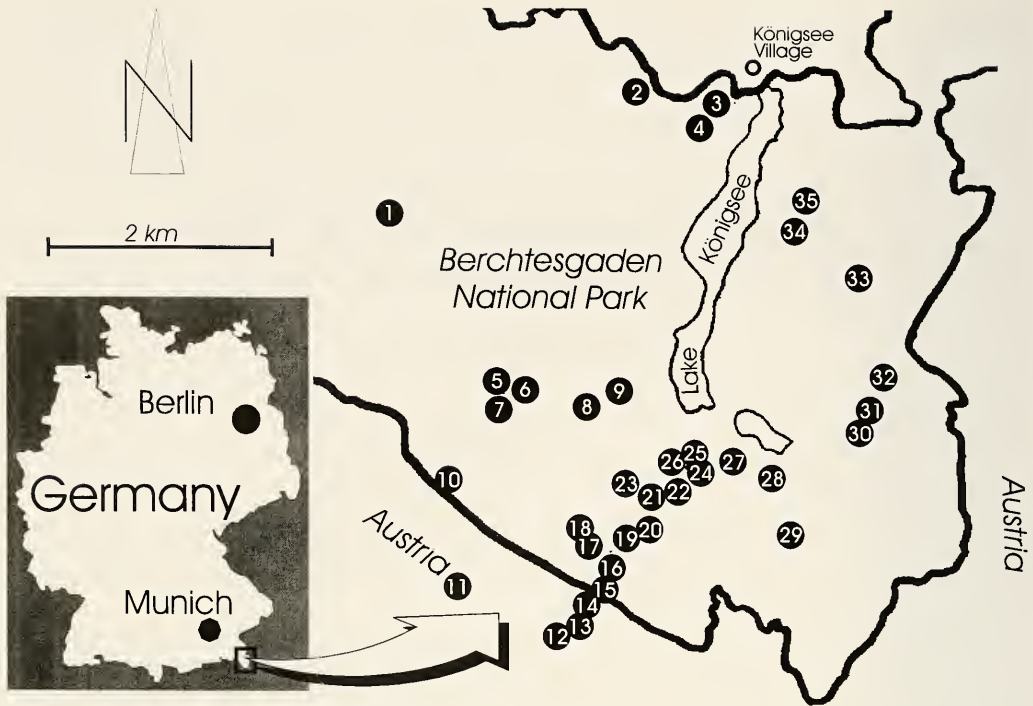 Königsee
Village
N
2
3
4
1
2 km
35
34
Königsee
Berchtesgaden
National Park
33
Lake
5
6
7
8
9
32
31
30
Berlin
Germany
Munich
10
Austria
11
26
25
24
27
28
23
21
22
18
17
19
20
29
16
15
14
13
12
Austria